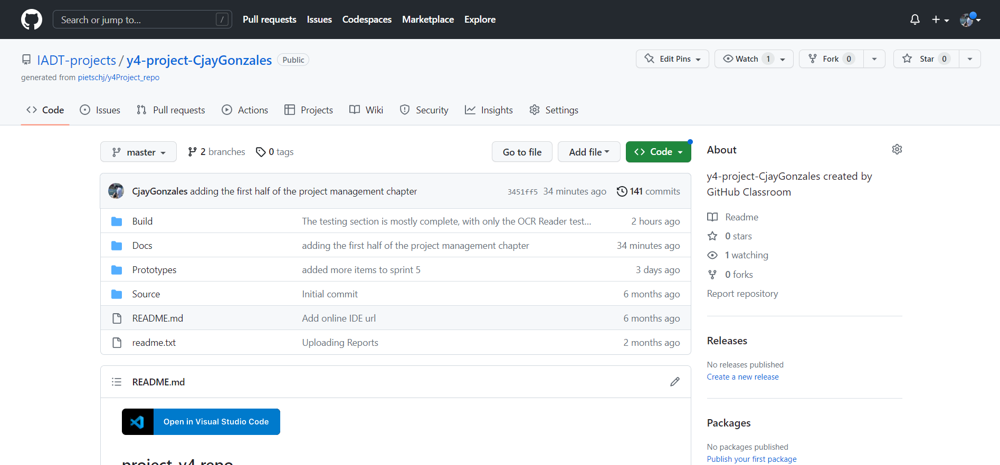 Search or jump to... /
Pull requests Issues Codespaces Marketplace Explore
IADT-projects / y4-project-CjayGonzales Public
Edit Pins Watch 1 Fork 0 Star 0
generated from pietschj/y4Project_repo
Code Issues Pull requests Actions Projects Wiki Security Insights Settings
master 2 branches 0 tags Go to file Add file Code
CjayGonzales adding the first half of the project management chapter 3451ff5 34 minutes ago 141 commits
Build The testing section is mostly complete, with only the OCR Reader test... 2 hours ago
Docs adding the first half of the project management chapter 34 minutes ago
Prototypes added more items to sprint 5 3 days ago
Source Initial commit 6 months ago
README.md Add online IDE url 6 months ago
readme.txt Uploading Reports 2 months ago
README.md
Open in Visual Studio Code
project-y4-repo
About
y4-project-CjayGonzales created by
GitHub Classroom
Readme
0 stars
1 watching
0 forks
Report repository
Releases
No releases published
Create a new release
Packages
No packages published
Publish your first package